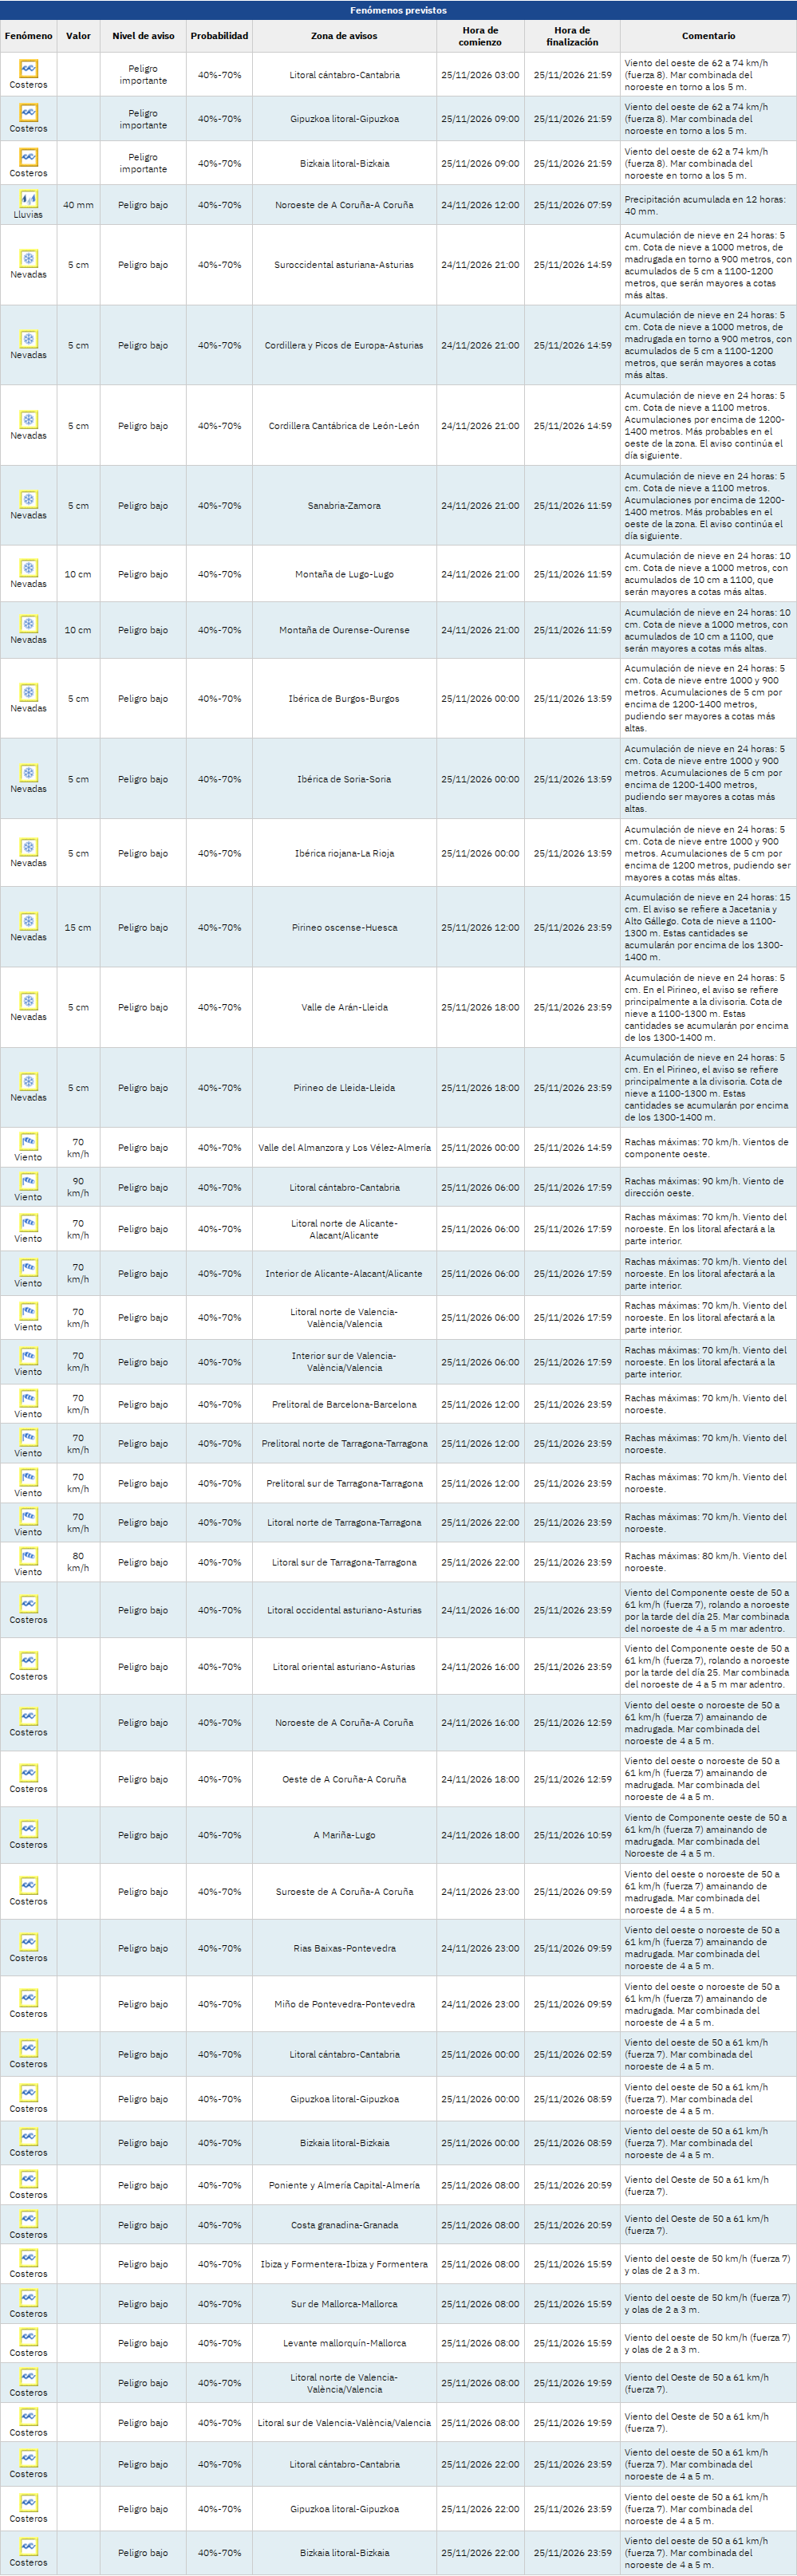 Fenómenos previstos
Fenómeno Valor Nivel de aviso Probabilidad Zona de avisos Hora de comienzo Hora de finalización Comentario
Costeros Peligro importante 40%-70% Litoral cántabro-Cantabria 25/11/2026 03:00 25/11/2026 21:59 Viento del oeste de 62 a 74 km/h (fuerza 8). Mar combinada del noroeste en torno a los 5 m.
Costeros Peligro importante 40%-70% Gipuzkoa litoral-Gipuzkoa 25/11/2026 09:00 25/11/2026 21:59 Viento del oeste de 62 a 74 km/h (fuerza 8). Mar combinada del noroeste en torno a los 5 m.
Costeros Peligro importante 40%-70% Bizkaia litoral-Bizkaia 25/11/2026 09:00 25/11/2026 21:59 Viento del oeste de 62 a 74 km/h (fuerza 8). Mar combinada del noroeste en torno a los 5 m.
Lluvias 40 mm Peligro bajo 40%-70% Noroeste de A Coruña-A Coruña 24/11/2026 12:00 25/11/2026 07:59 Precipitación acumulada en 12 horas: 40 mm.
Nevadas 5 cm Peligro bajo 40%-70% Suroccidental asturiana-Asturias 24/11/2026 21:00 25/11/2026 14:59 Acumulación de nieve en 24 horas: 5 cm. Cota de nieve a 1000 metros, de madrugada en torno a 900 metros, con acumulados de 5 cm a 1100-1200 metros, que serán mayores a cotas más altas.
Nevadas 5 cm Peligro bajo 40%-70% Cordillera y Picos de Europa-Asturias 24/11/2026 21:00 25/11/2026 14:59 Acumulación de nieve en 24 horas: 5 cm. Cota de nieve a 1000 metros, de madrugada en torno a 900 metros, con acumulados de 5 cm a 1100-1200 metros, que serán mayores a cotas más altas.
Nevadas 5 cm Peligro bajo 40%-70% Cordillera Cantábrica de León-León 24/11/2026 21:00 25/11/2026 14:59 Acumulación de nieve en 24 horas: 5 cm. Cota de nieve a 1100 metros. Acumulaciones por encima de 1200-1400 metros. Más probables en el oeste de la zona. El aviso continúa el día siguiente.
Nevadas 5 cm Peligro bajo 40%-70% Sanabria-Zamora 24/11/2026 21:00 25/11/2026 11:59 Acumulación de nieve en 24 horas: 5 cm. Cota de nieve a 1100 metros. Acumulaciones por encima de 1200-1400 metros. Más probables en el oeste de la zona. El aviso continúa el día siguiente.
Nevadas 10 cm Peligro bajo 40%-70% Montaña de Lugo-Lugo 24/11/2026 21:00 25/11/2026 11:59 Acumulación de nieve en 24 horas: 10 cm. Cota de nieve a 1000 metros, con acumulados de 10 cm a 1100, que serán mayores a cotas más altas.
Nevadas 10 cm Peligro bajo 40%-70% Montaña de Ourense-Ourense 24/11/2026 21:00 25/11/2026 11:59 Acumulación de nieve en 24 horas: 10 cm. Cota de nieve a 1000 metros, con acumulados de 10 cm a 1100, que serán mayores a cotas más altas.
Nevadas 5 cm Peligro bajo 40%-70% Ibérica de Burgos-Burgos 25/11/2026 00:00 25/11/2026 13:59 Acumulación de nieve en 24 horas: 5 cm. Cota de nieve entre 1000 y 900 metros. Acumulaciones de 5 cm por encima de 1200-1400 metros, pudiendo ser mayores a cotas más altas.
Nevadas 5 cm Peligro bajo 40%-70% Ibérica de Soria-Soria 25/11/2026 00:00 25/11/2026 13:59 Acumulación de nieve en 24 horas: 5 cm. Cota de nieve entre 1000 y 900 metros. Acumulaciones de 5 cm por encima de 1200-1400 metros, pudiendo ser mayores a cotas más altas.
Nevadas 5 cm Peligro bajo 40%-70% Ibérica riojana-La Rioja 25/11/2026 00:00 25/11/2026 13:59 Acumulación de nieve en 24 horas: 5 cm. Cota de nieve entre 1000 y 900 metros. Acumulaciones de 5 cm por encima de 1200 metros, pudiendo ser mayores a cotas más altas.
Nevadas 15 cm Peligro bajo 40%-70% Pirineo oscense-Huesca 25/11/2026 12:00 25/11/2026 23:59 Acumulación de nieve en 24 horas: 15 cm. El aviso se refiere a Jacetania y Alto Gállego. Cota de nieve a 1100-1300 m. Estas cantidades se acumularán por encima de los 1300-1400 m.
Nevadas 5 cm Peligro bajo 40%-70% Valle de Arán-Lleida 25/11/2026 18:00 25/11/2026 23:59 Acumulación de nieve en 24 horas: 5 cm. En el Pirineo, el aviso se refiere principalmente a la divisoria. Cota de nieve a 1100-1300 m. Estas cantidades se acumularán por encima de los 1300-1400 m.
Nevadas 5 cm Peligro bajo 40%-70% Pirineo de Lleida-Lleida 25/11/2026 18:00 25/11/2026 23:59 Acumulación de nieve en 24 horas: 5 cm. En el Pirineo, el aviso se refiere principalmente a la divisoria. Cota de nieve a 1100-1300 m. Estas cantidades se acumularán por encima de los 1300-1400 m.
Viento 70 km/h Peligro bajo 40%-70% Valle del Almanzora y Los Vélez-Almería 25/11/2026 00:00 25/11/2026 14:59 Rachas máximas: 70 km/h. Vientos de componente oeste.
Viento 90 km/h Peligro bajo 40%-70% Litoral cántabro-Cantabria 25/11/2026 06:00 25/11/2026 17:59 Rachas máximas: 90 km/h. Viento de dirección oeste.
Viento 70 km/h Peligro bajo 40%-70% Litoral norte de Alicante-Alacant/Alicante 25/11/2026 06:00 25/11/2026 17:59 Rachas máximas: 70 km/h. Viento del noroeste. En los litoral afectará a la parte interior.
Viento 70 km/h Peligro bajo 40%-70% Interior de Alicante-Alacant/Alicante 25/11/2026 06:00 25/11/2026 17:59 Rachas máximas: 70 km/h. Viento del noroeste. En los litoral afectará a la parte interior.
Viento 70 km/h Peligro bajo 40%-70% Litoral norte de Valencia-València/Valencia 25/11/2026 06:00 25/11/2026 17:59 Rachas máximas: 70 km/h. Viento del noroeste. En los litoral afectará a la parte interior.
Viento 70 km/h Peligro bajo 40%-70% Interior sur de Valencia-València/Valencia 25/11/2026 06:00 25/11/2026 17:59 Rachas máximas: 70 km/h. Viento del noroeste. En los litoral afectará a la parte interior.
Viento 70 km/h Peligro bajo 40%-70% Prelitoral de Barcelona-Barcelona 25/11/2026 12:00 25/11/2026 23:59 Rachas máximas: 70 km/h. Viento del noroeste.
Viento 70 km/h Peligro bajo 40%-70% Prelitoral norte de Tarragona-Tarragona 25/11/2026 12:00 25/11/2026 23:59 Rachas máximas: 70 km/h. Viento del noroeste.
Viento 70 km/h Peligro bajo 40%-70% Prelitoral sur de Tarragona-Tarragona 25/11/2026 12:00 25/11/2026 23:59 Rachas máximas: 70 km/h. Viento del noroeste.
Viento 70 km/h Peligro bajo 40%-70% Litoral norte de Tarragona-Tarragona 25/11/2026 22:00 25/11/2026 23:59 Rachas máximas: 70 km/h. Viento del noroeste.
Viento 80 km/h Peligro bajo 40%-70% Litoral sur de Tarragona-Tarragona 25/11/2026 22:00 25/11/2026 23:59 Rachas máximas: 80 km/h. Viento del noroeste.
Costeros Peligro bajo 40%-70% Litoral occidental asturiano-Asturias 24/11/2026 16:00 25/11/2026 23:59 Viento del Componente oeste de 50 a 61 km/h (fuerza 7), rolando a noroeste por la tarde del día 25. Mar combinada del noroeste de 4 a 5 m mar adentro.
Costeros Peligro bajo 40%-70% Litoral oriental asturiano-Asturias 24/11/2026 16:00 25/11/2026 23:59 Viento del Componente oeste de 50 a 61 km/h (fuerza 7), rolando a noroeste por la tarde del día 25. Mar combinada del noroeste de 4 a 5 m mar adentro.
Costeros Peligro bajo 40%-70% Noroeste de A Coruña-A Coruña 24/11/2026 16:00 25/11/2026 12:59 Viento del oeste o noroeste de 50 a 61 km/h (fuerza 7) amainando de madrugada. Mar combinada del noroeste de 4 a 5 m.
Costeros Peligro bajo 40%-70% Oeste de A Coruña-A Coruña 24/11/2026 18:00 25/11/2026 12:59 Viento del oeste o noroeste de 50 a 61 km/h (fuerza 7) amainando de madrugada. Mar combinada del noroeste de 4 a 5 m.
Costeros Peligro bajo 40%-70% A Mariña-Lugo 24/11/2026 18:00 25/11/2026 10:59 Viento de Componente oeste de 50 a 61 km/h (fuerza 7) amainando de madrugada. Mar combinada del Noroeste de 4 a 5 m.
Costeros Peligro bajo 40%-70% Suroeste de A Coruña-A Coruña 24/11/2026 23:00 25/11/2026 09:59 Viento del oeste o noroeste de 50 a 61 km/h (fuerza 7) amainando de madrugada. Mar combinada del noroeste de 4 a 5 m.
Costeros Peligro bajo 40%-70% Rias Baixas-Pontevedra 24/11/2026 23:00 25/11/2026 09:59 Viento del oeste o noroeste de 50 a 61 km/h (fuerza 7) amainando de madrugada. Mar combinada del noroeste de 4 a 5 m.
Costeros Peligro bajo 40%-70% Miño de Pontevedra-Pontevedra 24/11/2026 23:00 25/11/2026 09:59 Viento del oeste o noroeste de 50 a 61 km/h (fuerza 7) amainando de madrugada. Mar combinada del noroeste de 4 a 5 m.
Costeros Peligro bajo 40%-70% Litoral cántabro-Cantabria 25/11/2026 00:00 25/11/2026 02:59 Viento del oeste de 50 a 61 km/h (fuerza 7). Mar combinada del noroeste de 4 a 5 m.
Costeros Peligro bajo 40%-70% Gipuzkoa litoral-Gipuzkoa 25/11/2026 00:00 25/11/2026 08:59 Viento del oeste de 50 a 61 km/h (fuerza 7). Mar combinada del noroeste de 4 a 5 m.
Costeros Peligro bajo 40%-70% Bizkaia litoral-Bizkaia 25/11/2026 00:00 25/11/2026 08:59 Viento del oeste de 50 a 61 km/h (fuerza 7). Mar combinada del noroeste de 4 a 5 m.
Costeros Peligro bajo 40%-70% Poniente y Almería Capital-Almería 25/11/2026 08:00 25/11/2026 20:59 Viento del Oeste de 50 a 61 km/h (fuerza 7).
Costeros Peligro bajo 40%-70% Costa granadina-Granada 25/11/2026 08:00 25/11/2026 20:59 Viento del Oeste de 50 a 61 km/h (fuerza 7).
Costeros Peligro bajo 40%-70% Ibiza y Formentera-Ibiza y Formentera 25/11/2026 08:00 25/11/2026 15:59 Viento del oeste de 50 km/h (fuerza 7) y olas de 2 a 3 m.
Costeros Peligro bajo 40%-70% Sur de Mallorca-Mallorca 25/11/2026 08:00 25/11/2026 15:59 Viento del oeste de 50 km/h (fuerza 7) y olas de 2 a 3 m.
Costeros Peligro bajo 40%-70% Levante mallorquín-Mallorca 25/11/2026 08:00 25/11/2026 15:59 Viento del oeste de 50 km/h (fuerza 7) y olas de 2 a 3 m.
Costeros Peligro bajo 40%-70% Litoral norte de Valencia-València/Valencia 25/11/2026 08:00 25/11/2026 19:59 Viento del Oeste de 50 a 61 km/h (fuerza 7).
Costeros Peligro bajo 40%-70% Litoral sur de Valencia-València/Valencia 25/11/2026 08:00 25/11/2026 19:59 Viento del Oeste de 50 a 61 km/h (fuerza 7).
Costeros Peligro bajo 40%-70% Litoral cántabro-Cantabria 25/11/2026 22:00 25/11/2026 23:59 Viento del oeste de 50 a 61 km/h (fuerza 7). Mar combinada del noroeste de 4 a 5 m.
Costeros Peligro bajo 40%-70% Gipuzkoa litoral-Gipuzkoa 25/11/2026 22:00 25/11/2026 23:59 Viento del oeste de 50 a 61 km/h (fuerza 7). Mar combinada del noroeste de 4 a 5 m.
Costeros Peligro bajo 40%-70% Bizkaia litoral-Bizkaia 25/11/2026 22:00 25/11/2026 23:59 Viento del oeste de 50 a 61 km/h (fuerza 7). Mar combinada del noroeste de 4 a 5 m.